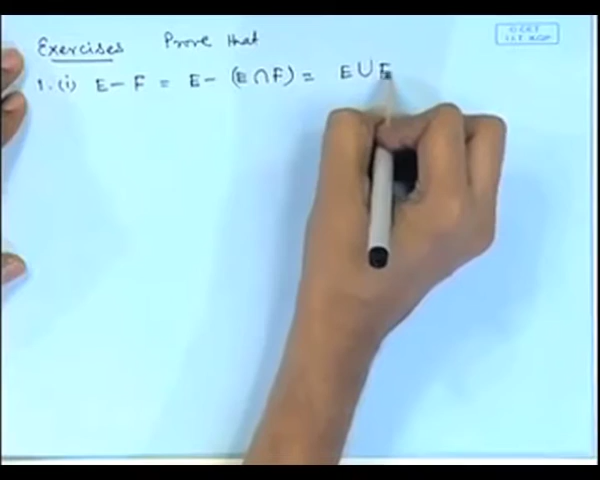 Exercises Prove that
1. (i) E - F = E - (E ∩ F) = E ∪ F